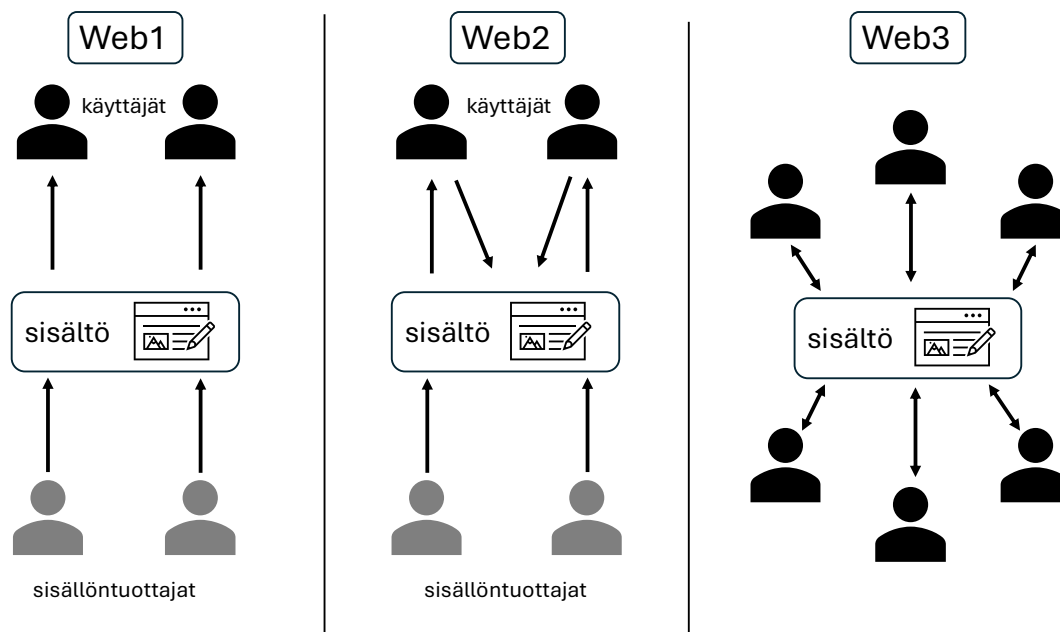 Web1
käyttäjät
sisältö
sisällöntuottajat
Web2
käyttäjät
sisältö
sisällöntuottajat
Web3
sisältö